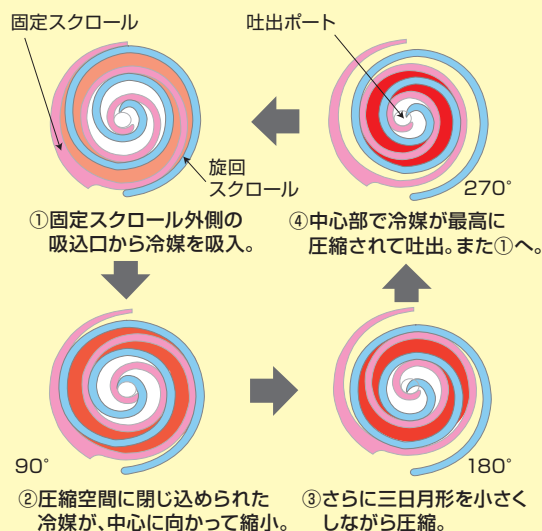 固定スクロール
吐出ポート
旋回
スクロール
①固定スクロール外側の
吸込口から冷媒を吸入。
270°
④中心部で冷媒が最高に
圧縮されて吐出。また①へ。
90°
②圧縮空間に閉じ込められた
冷媒が、中心に向かって縮小。
180°
③さらに三日月形を小さく
しながら圧縮。